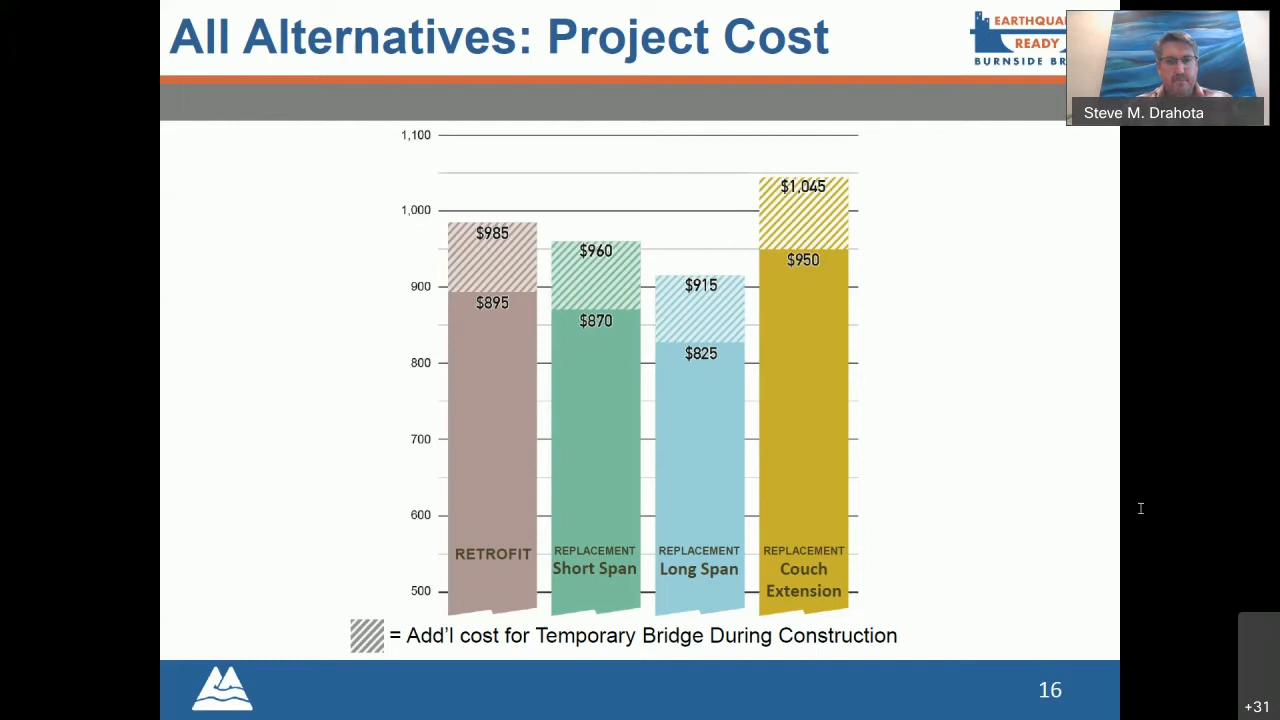 All Alternatives: Project Cost
EARTHQUA
READY
BURNSIDE BR
Steve M. Drahota
1,100
1,000
900
800
700
600
500
$985
$895
$960
$870
$915
$825
$1,045
$950
RETROFIT
REPLACEMENT
Short Span
REPLACEMENT
Long Span
REPLACEMENT
Couch
Extension
= Add'l cost for Temporary Bridge During Construction
16
+31